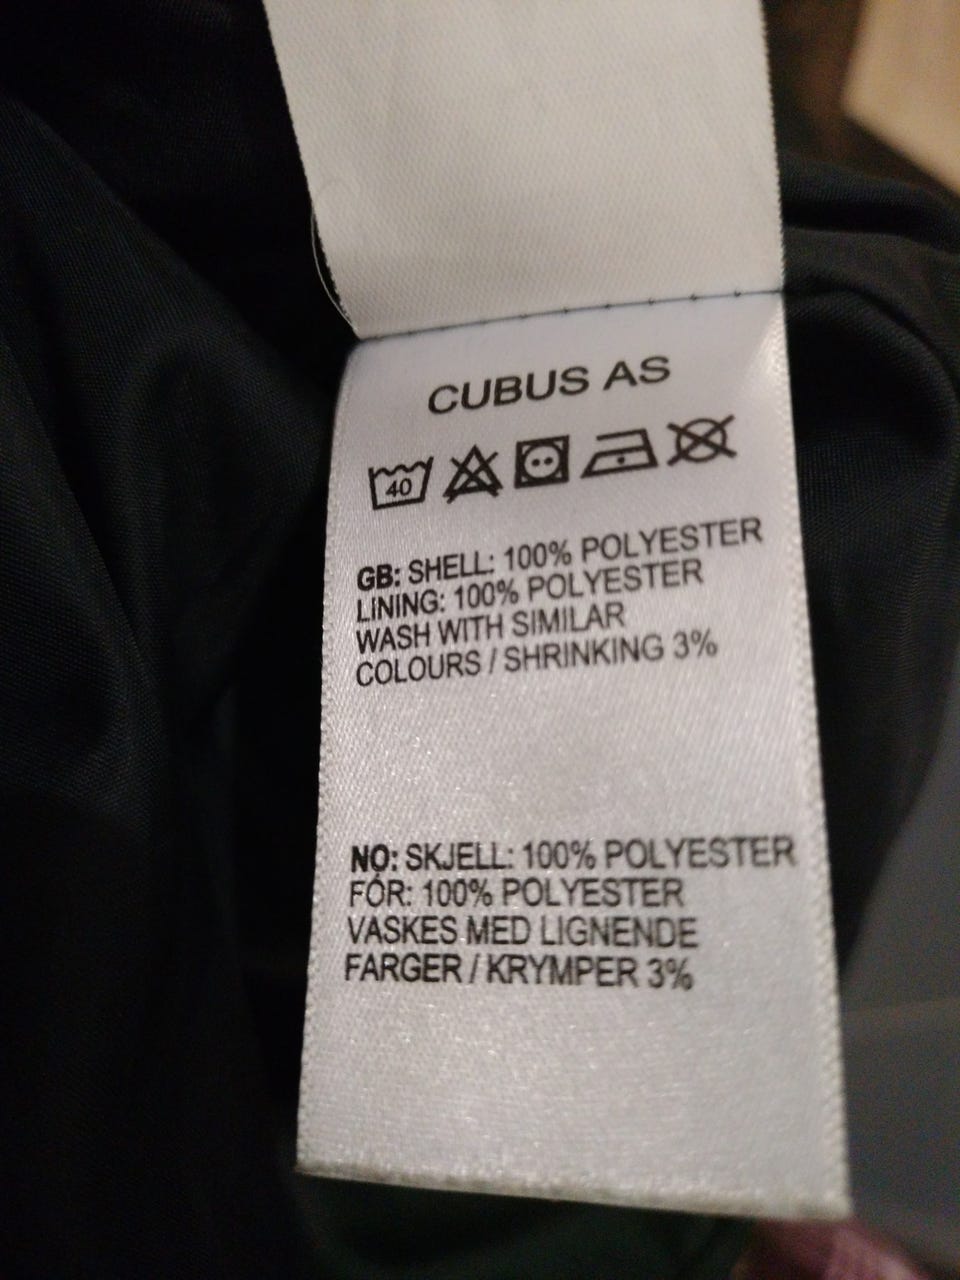 CUBUS AS
40
GB: SHELL: 100% POLYESTER
LINING: 100% POLYESTER
WASH WITH SIMILAR
COLOURS / SHRINKING 3%
NO: SKJELL: 100% POLYESTER
FÓR: 100% POLYESTER
VASKES MED LIGNENDE
FARGER / KRYMPER 3%